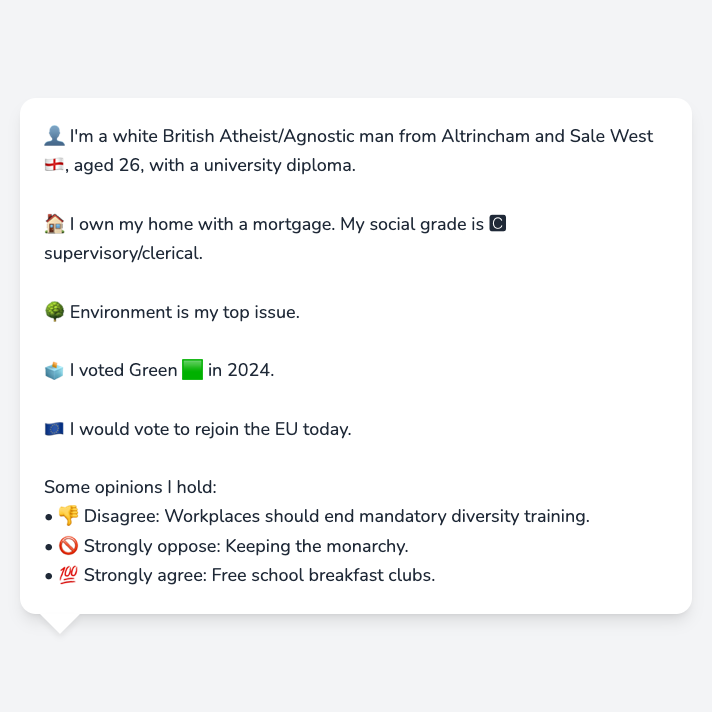 👤 I'm a white British Atheist/Agnostic man from Altrincham and Sale West
🏴󠁧󠁢󠁥󠁮󠁧󠁿, aged 26, with a university diploma.
🏠 I own my home with a mortgage. My social grade is 🅲
supervisory/clerical.
🌳 Environment is my top issue.
🗳️ I voted Green 🟩 in 2024.
🇪🇺 I would vote to rejoin the EU today.
Some opinions I hold:
• 👎 Disagree: Workplaces should end mandatory diversity training.
• 🚫 Strongly oppose: Keeping the monarchy.
• 💯 Strongly agree: Free school breakfast clubs.